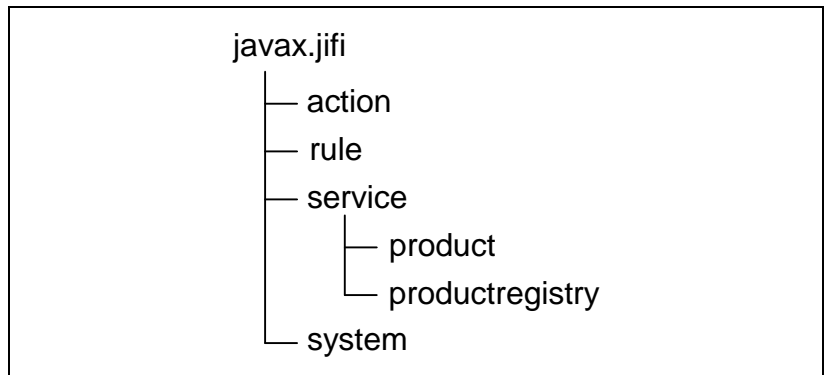 javax.jifi
action
rule
service
product
productregistry
system